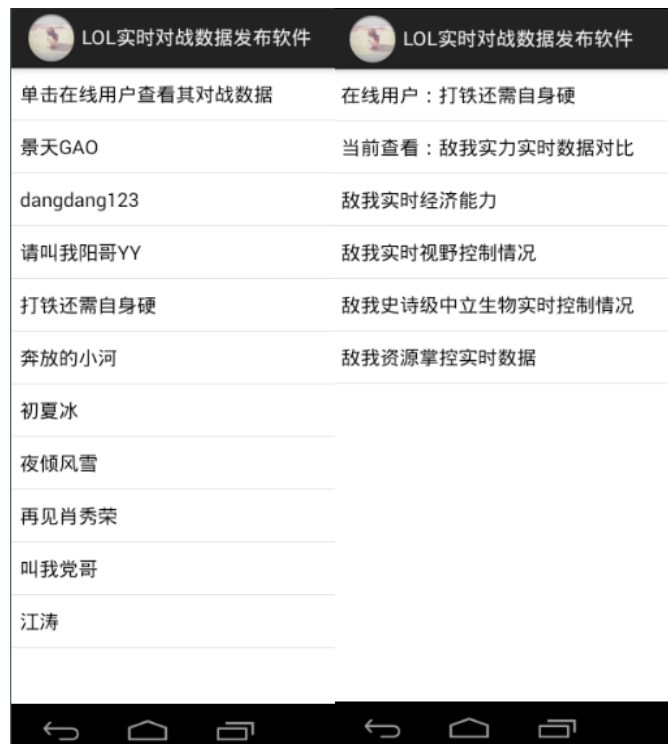 LOL实时对战数据发布软件
单击在线用户查看其对战数据
景天GAO
dangdang123
请叫我阳哥YY
打铁还需自身硬
奔放的小河
初夏冰
夜倾风雪
再见肖秀荣
叫我党哥
江涛
LOL实时对战数据发布软件
在线用户：打铁还需自身硬
当前查看：敌我实力实时数据对比
敌我实时经济能力
敌我实时视野控制情况
敌我史诗级中立生物实时控制情况
敌我资源掌控实时数据